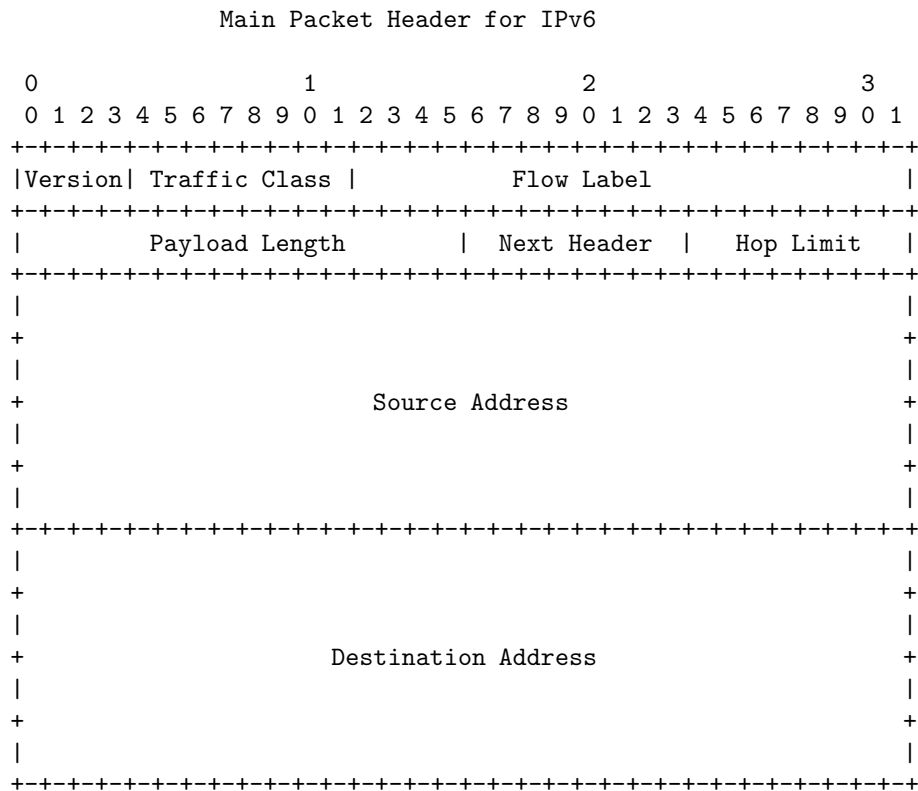 Main Packet Header for IPv6
0                   1                   2                   3
0 1 2 3 4 5 6 7 8 9 0 1 2 3 4 5 6 7 8 9 0 1 2 3 4 5 6 7 8 9 0 1
+-+-+-+-+-+-+-+-+-+-+-+-+-+-+-+-+-+-+-+-+-+-+-+-+-+-+-+-+-+-+-+-+
|Version| Traffic Class |           Flow Label                  |
+-+-+-+-+-+-+-+-+-+-+-+-+-+-+-+-+-+-+-+-+-+-+-+-+-+-+-+-+-+-+-+-+
|         Payload Length        |  Next Header  |   Hop Limit   |
+-+-+-+-+-+-+-+-+-+-+-+-+-+-+-+-+-+-+-+-+-+-+-+-+-+-+-+-+-+-+-+-+
|                                                               |
+                                                               +
|                                                               |
+                         Source Address                        +
|                                                               |
+                                                               +
|                                                               |
+-+-+-+-+-+-+-+-+-+-+-+-+-+-+-+-+-+-+-+-+-+-+-+-+-+-+-+-+-+-+-+-+
|                                                               |
+                                                               +
|                                                               |
+                      Destination Address                      +
|                                                               |
+                                                               +
|                                                               |
+-+-+-+-+-+-+-+-+-+-+-+-+-+-+-+-+-+-+-+-+-+-+-+-+-+-+-+-+-+-+-+-+